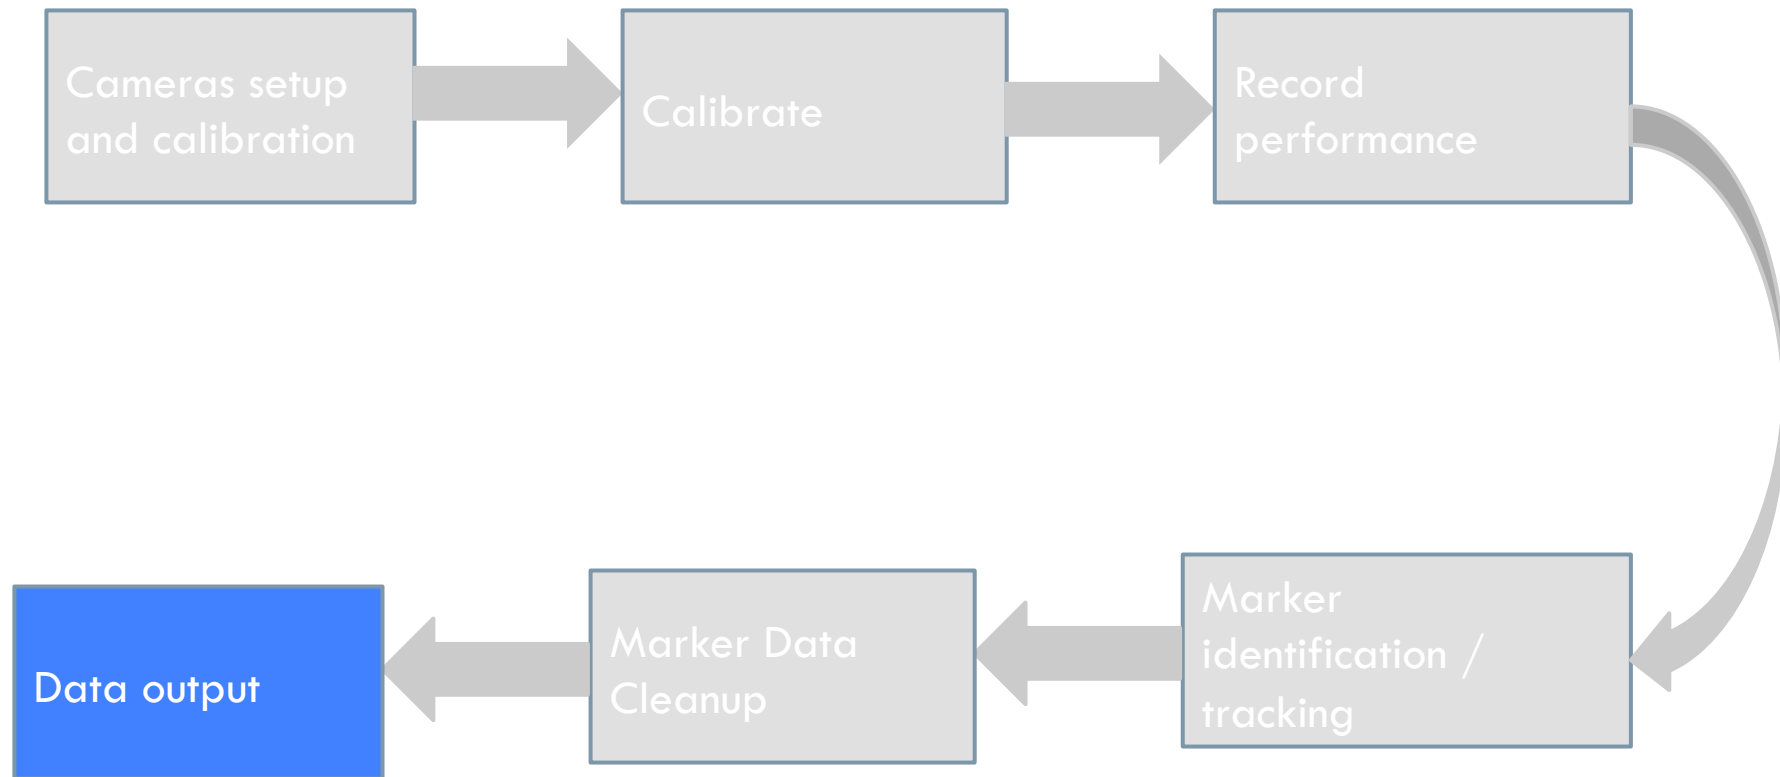 Cameras setup
and calibration
Calibrate
Record
performance
Marker
identification /
tracking
Marker Data
Cleanup
Data output